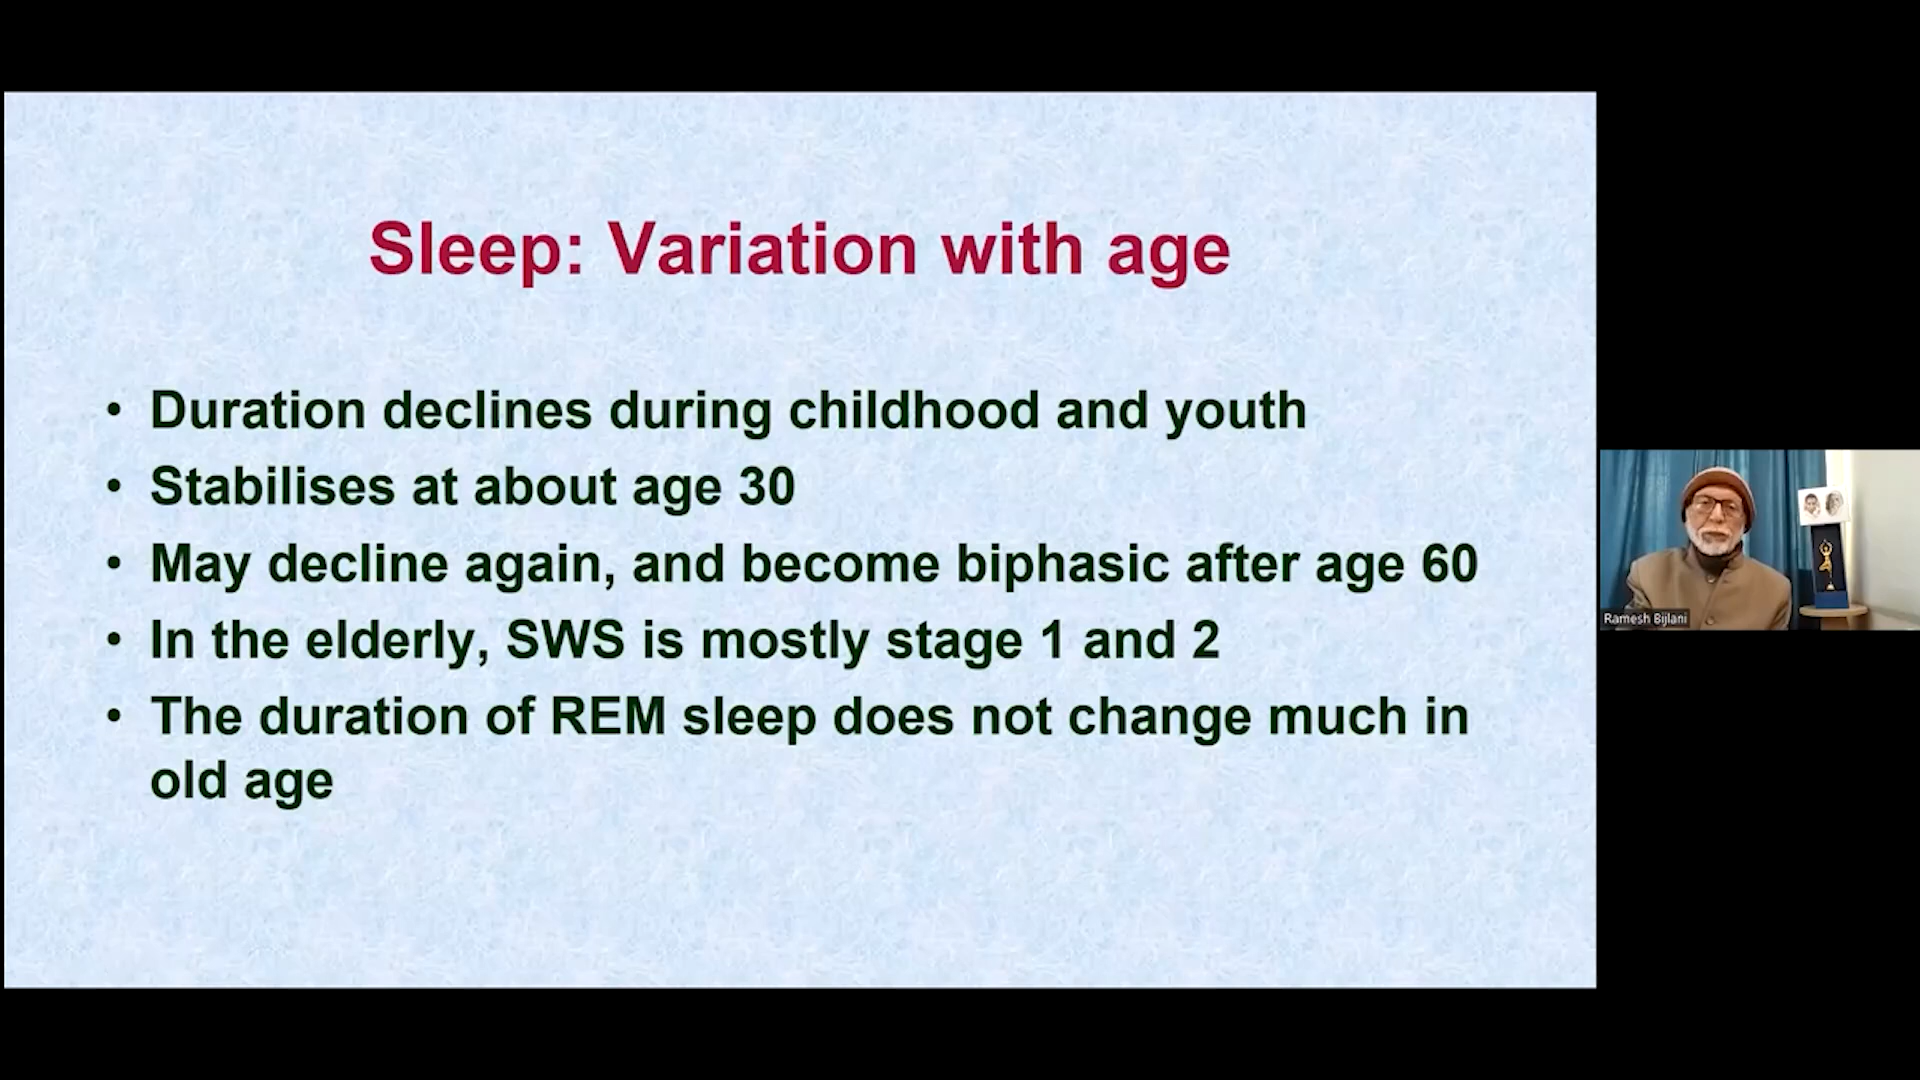 Sleep: Variation with age
• Duration declines during childhood and youth
• Stabilises at about age 30
• May decline again, and become biphasic after age 60
• In the elderly, SWS is mostly stage 1 and 2
• The duration of REM sleep does not change much in
old age
Ramesh Bijlani